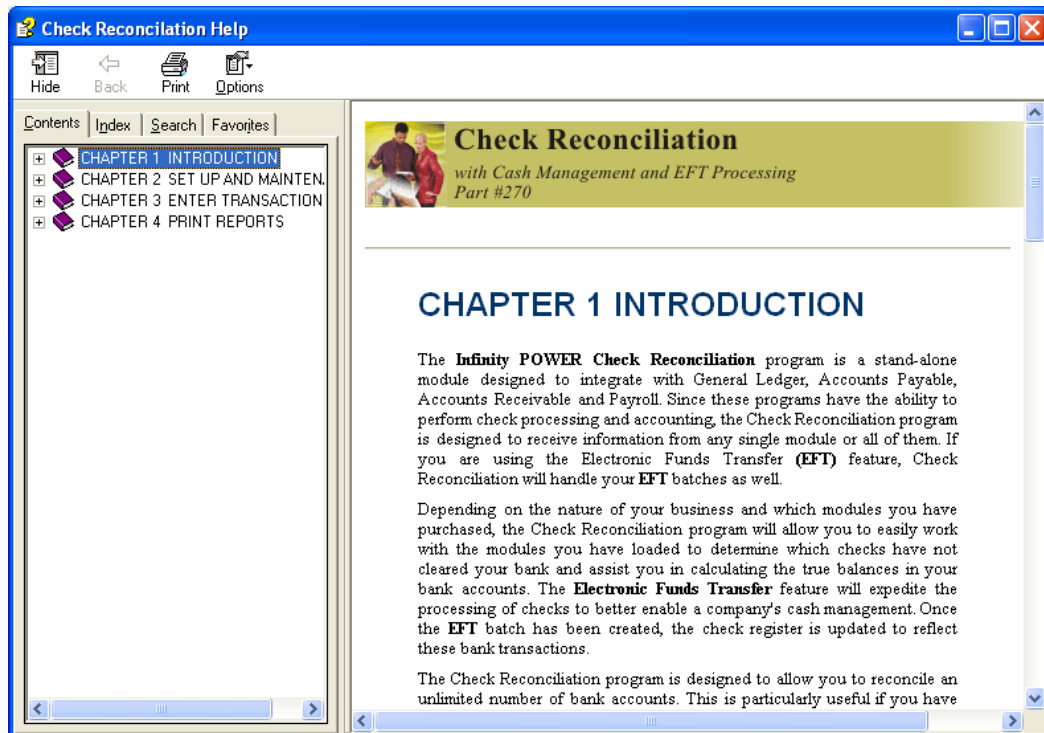 Check Reconcilation Help
Hide Back Print Options
Contents Index Search Favorites
CHAPTER 1 INTRODUCTION
CHAPTER 2 SET UP AND MAINTEN.
CHAPTER 3 ENTER TRANSACTION
CHAPTER 4 PRINT REPORTS
Check Reconciliation
with Cash Management and EFT Processing
Part #270
CHAPTER 1 INTRODUCTION
The Infinity POWER Check Reconciliation program is a stand-alone
module designed to integrate with General Ledger, Accounts Payable,
Accounts Receivable and Payroll. Since these programs have the ability to
perform check processing and accounting, the Check Reconciliation program
is designed to receive information from any single module or all of them. If
you are using the Electronic Funds Transfer (EFT) feature, Check
Reconciliation will handle your EFT batches as well.
Depending on the nature of your business and which modules you have
purchased, the Check Reconciliation program will allow you to easily work
with the modules you have loaded to determine which checks have not
cleared your bank and assist you in calculating the true balances in your
bank accounts. The Electronic Funds Transfer feature will expedite the
processing of checks to better enable a company's cash management. Once
the EFT batch has been created, the check register is updated to reflect
these bank transactions.
The Check Reconciliation program is designed to allow you to reconcile an
unlimited number of bank accounts. This is particularly useful if you have